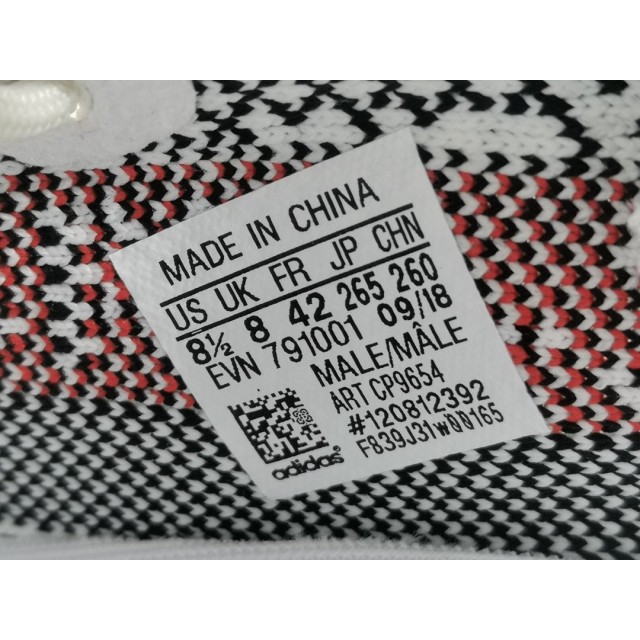 MADE IN CHINA
US UK FR JP CHN
8½ 8 42 265 260
EVN 791001 09/18
MALE/MÂLE
ART CP9654
#120812392
F839J31W00165
adidas®